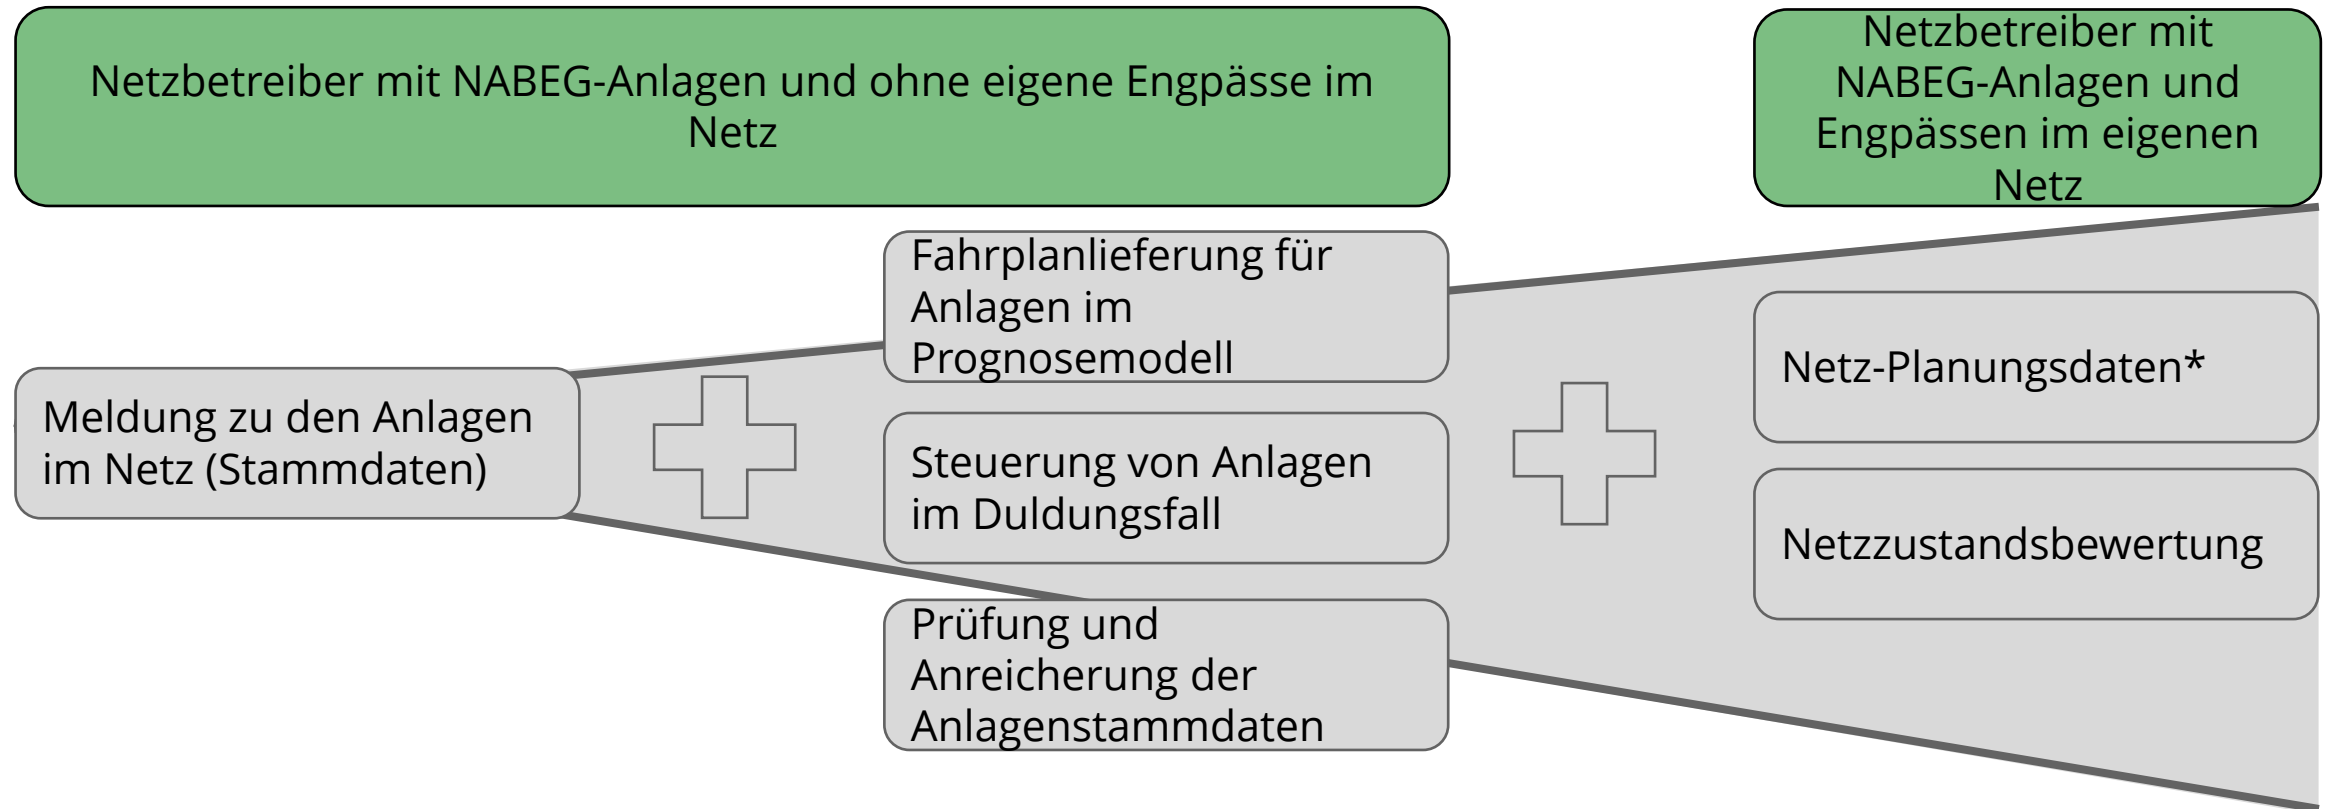 Netzbetreiber mit NABEG-Anlagen und ohne eigene Engpässe im
Netz
Netzbetreiber mit
NABEG-Anlagen und
Engpässen im eigenen
Netz
Meldung zu den Anlagen
im Netz (Stammdaten)
Fahrplanlieferung für
Anlagen im
Prognosemodell
Steuerung von Anlagen
im Duldungsfall
Prüfung und
Anreicherung der
Anlagenstammdaten
Netz-Planungsdaten*
Netzzustandsbewertung